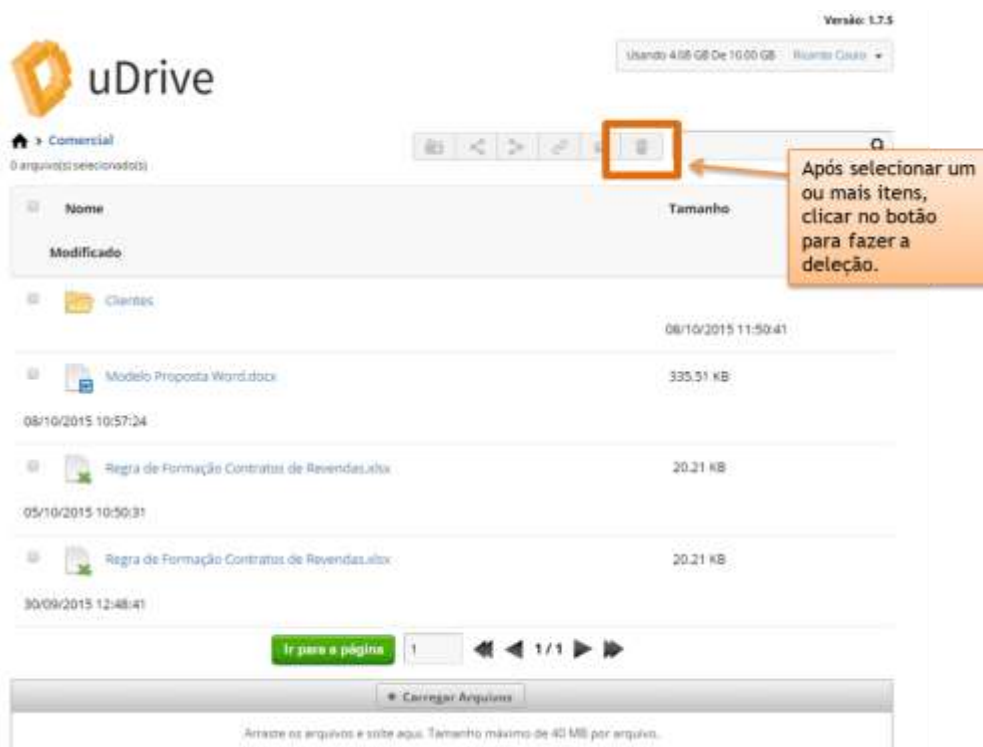 Versão: 1.7.5
Usando 4.08 GB De 10.00 GB Ricardo Couto
uDrive
> Comercial
0 arquivo(s) selecionado(s)
Após selecionar um
ou mais itens,
clicar no botão
para fazer a
deleção.
Nome Tamanho
Modificado
Clientes
08/10/2015 11:50:41
Modelo Proposta Word.docx 335.51 KB
08/10/2015 10:57:24
Regra de Formação Contratos de Revendas.xlsx 20.21 KB
05/10/2015 10:50:31
Regra de Formação Contratos de Revendas.xlsx 20.21 KB
30/09/2015 12:48:41
Ir para a página 1 1 / 1
Carregar Arquivos
Arraste os arquivos e solte aqui. Tamanho máximo de 40 MB por arquivo.